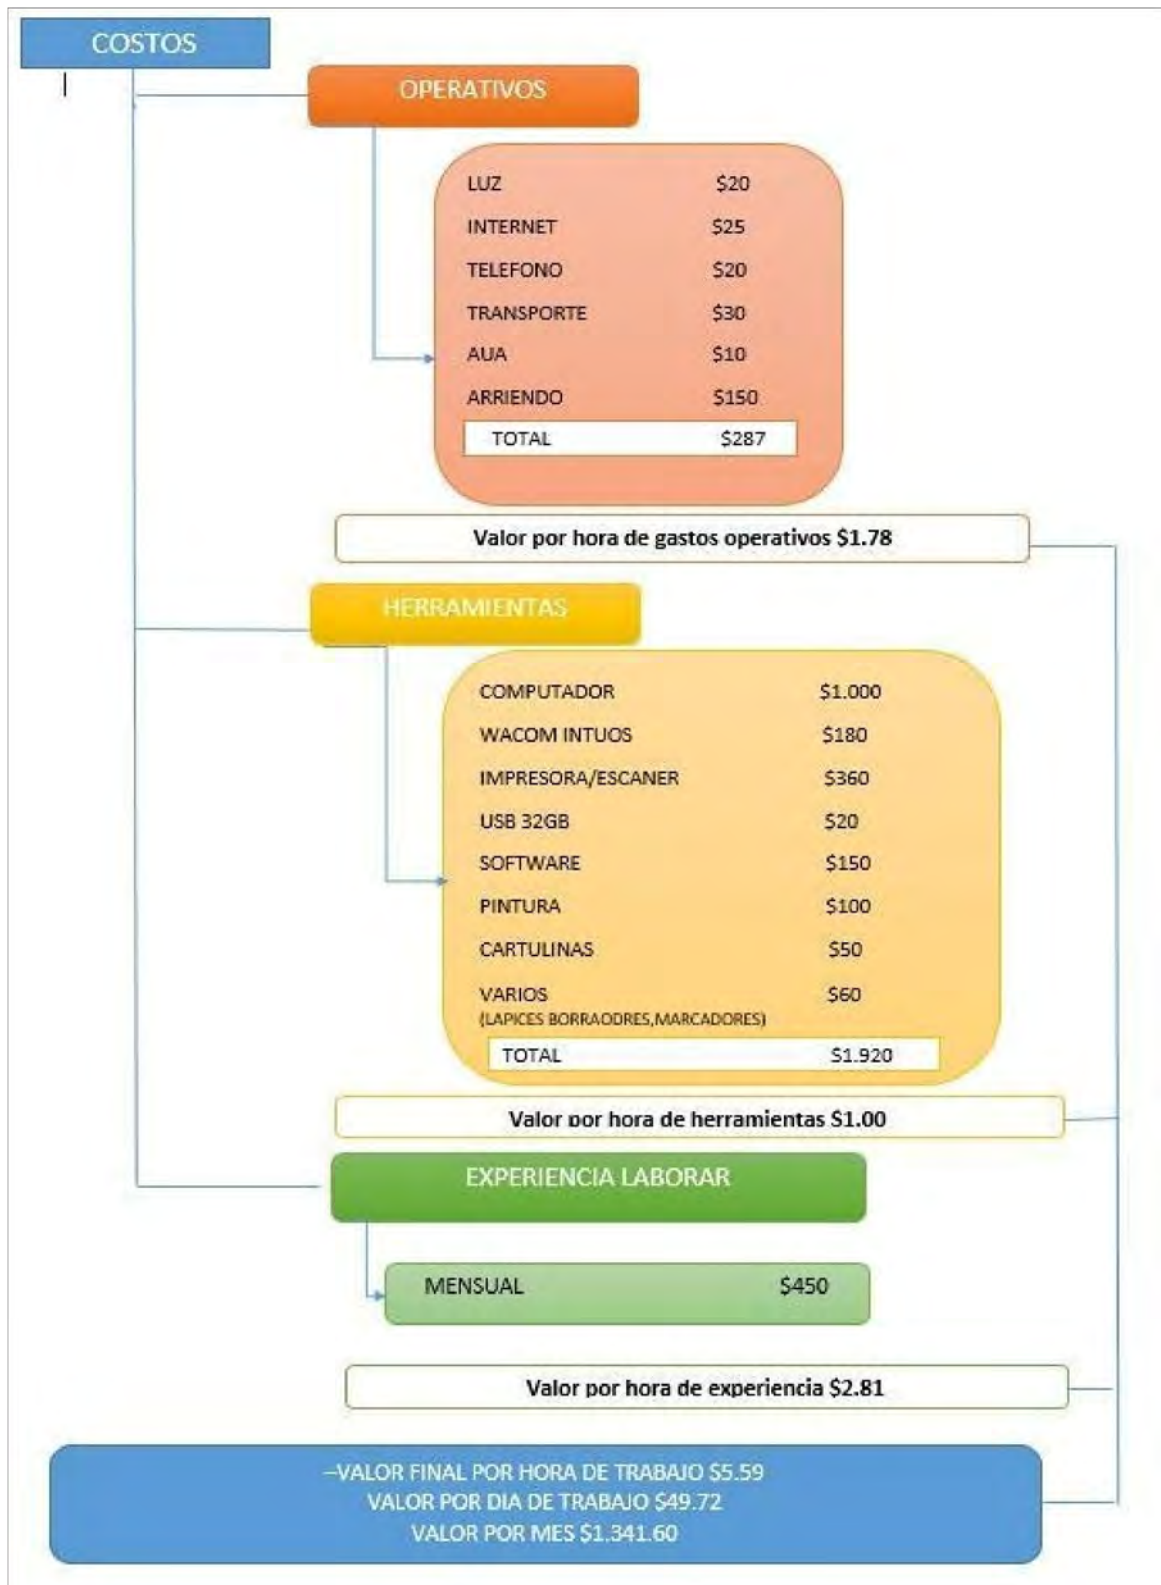 COSTOS
OPERATIVOS
LUZ $20
INTERNET $25
TELEFONO $20
TRANSPORTE $30
AUA $10
ARRIENDO $150
TOTAL $287
Valor por hora de gastos operativos $1.78
HERRAMIENTAS
COMPUTADOR $1.000
WACOM INTUOS $180
IMPRESORA/ESCANER $360
USB 32GB $20
SOFTWARE $150
PINTURA $100
CARTULINAS $50
VARIOS $60
(LAPICES BORRAODRES,MARCADORES)
TOTAL $1.920
Valor por hora de herramientas $1.00
EXPERIENCIA LABORAR
MENSUAL $450
Valor por hora de experiencia $2.81
–VALOR FINAL POR HORA DE TRABAJO $5.59
VALOR POR DIA DE TRABAJO $49.72
VALOR POR MES $1.341.60